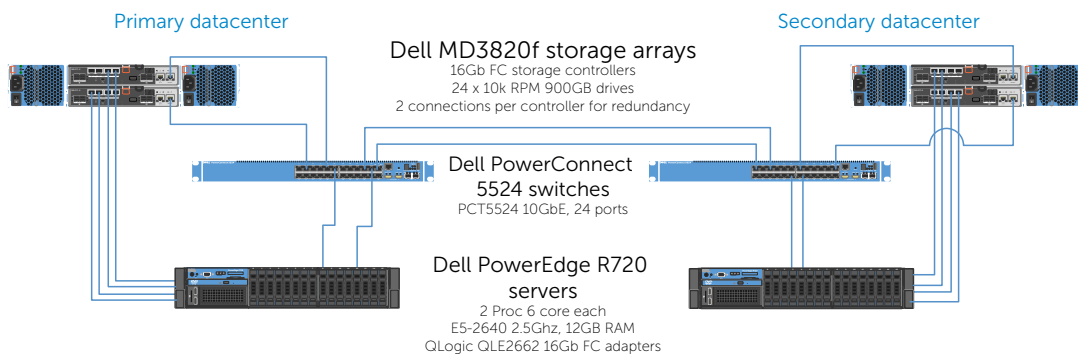 Primary datacenter
Secondary datacenter
Dell MD3820f storage arrays
16Gb FC storage controllers
24 x 10k RPM 900GB drives
2 connections per controller for redundancy
Dell PowerConnect
5524 switches
PCT5524 10GbE, 24 ports
Dell PowerEdge R720
servers
2 Proc 6 core each
E5-2640 2.5Ghz, 12GB RAM
QLogic QLE2662 16Gb FC adapters